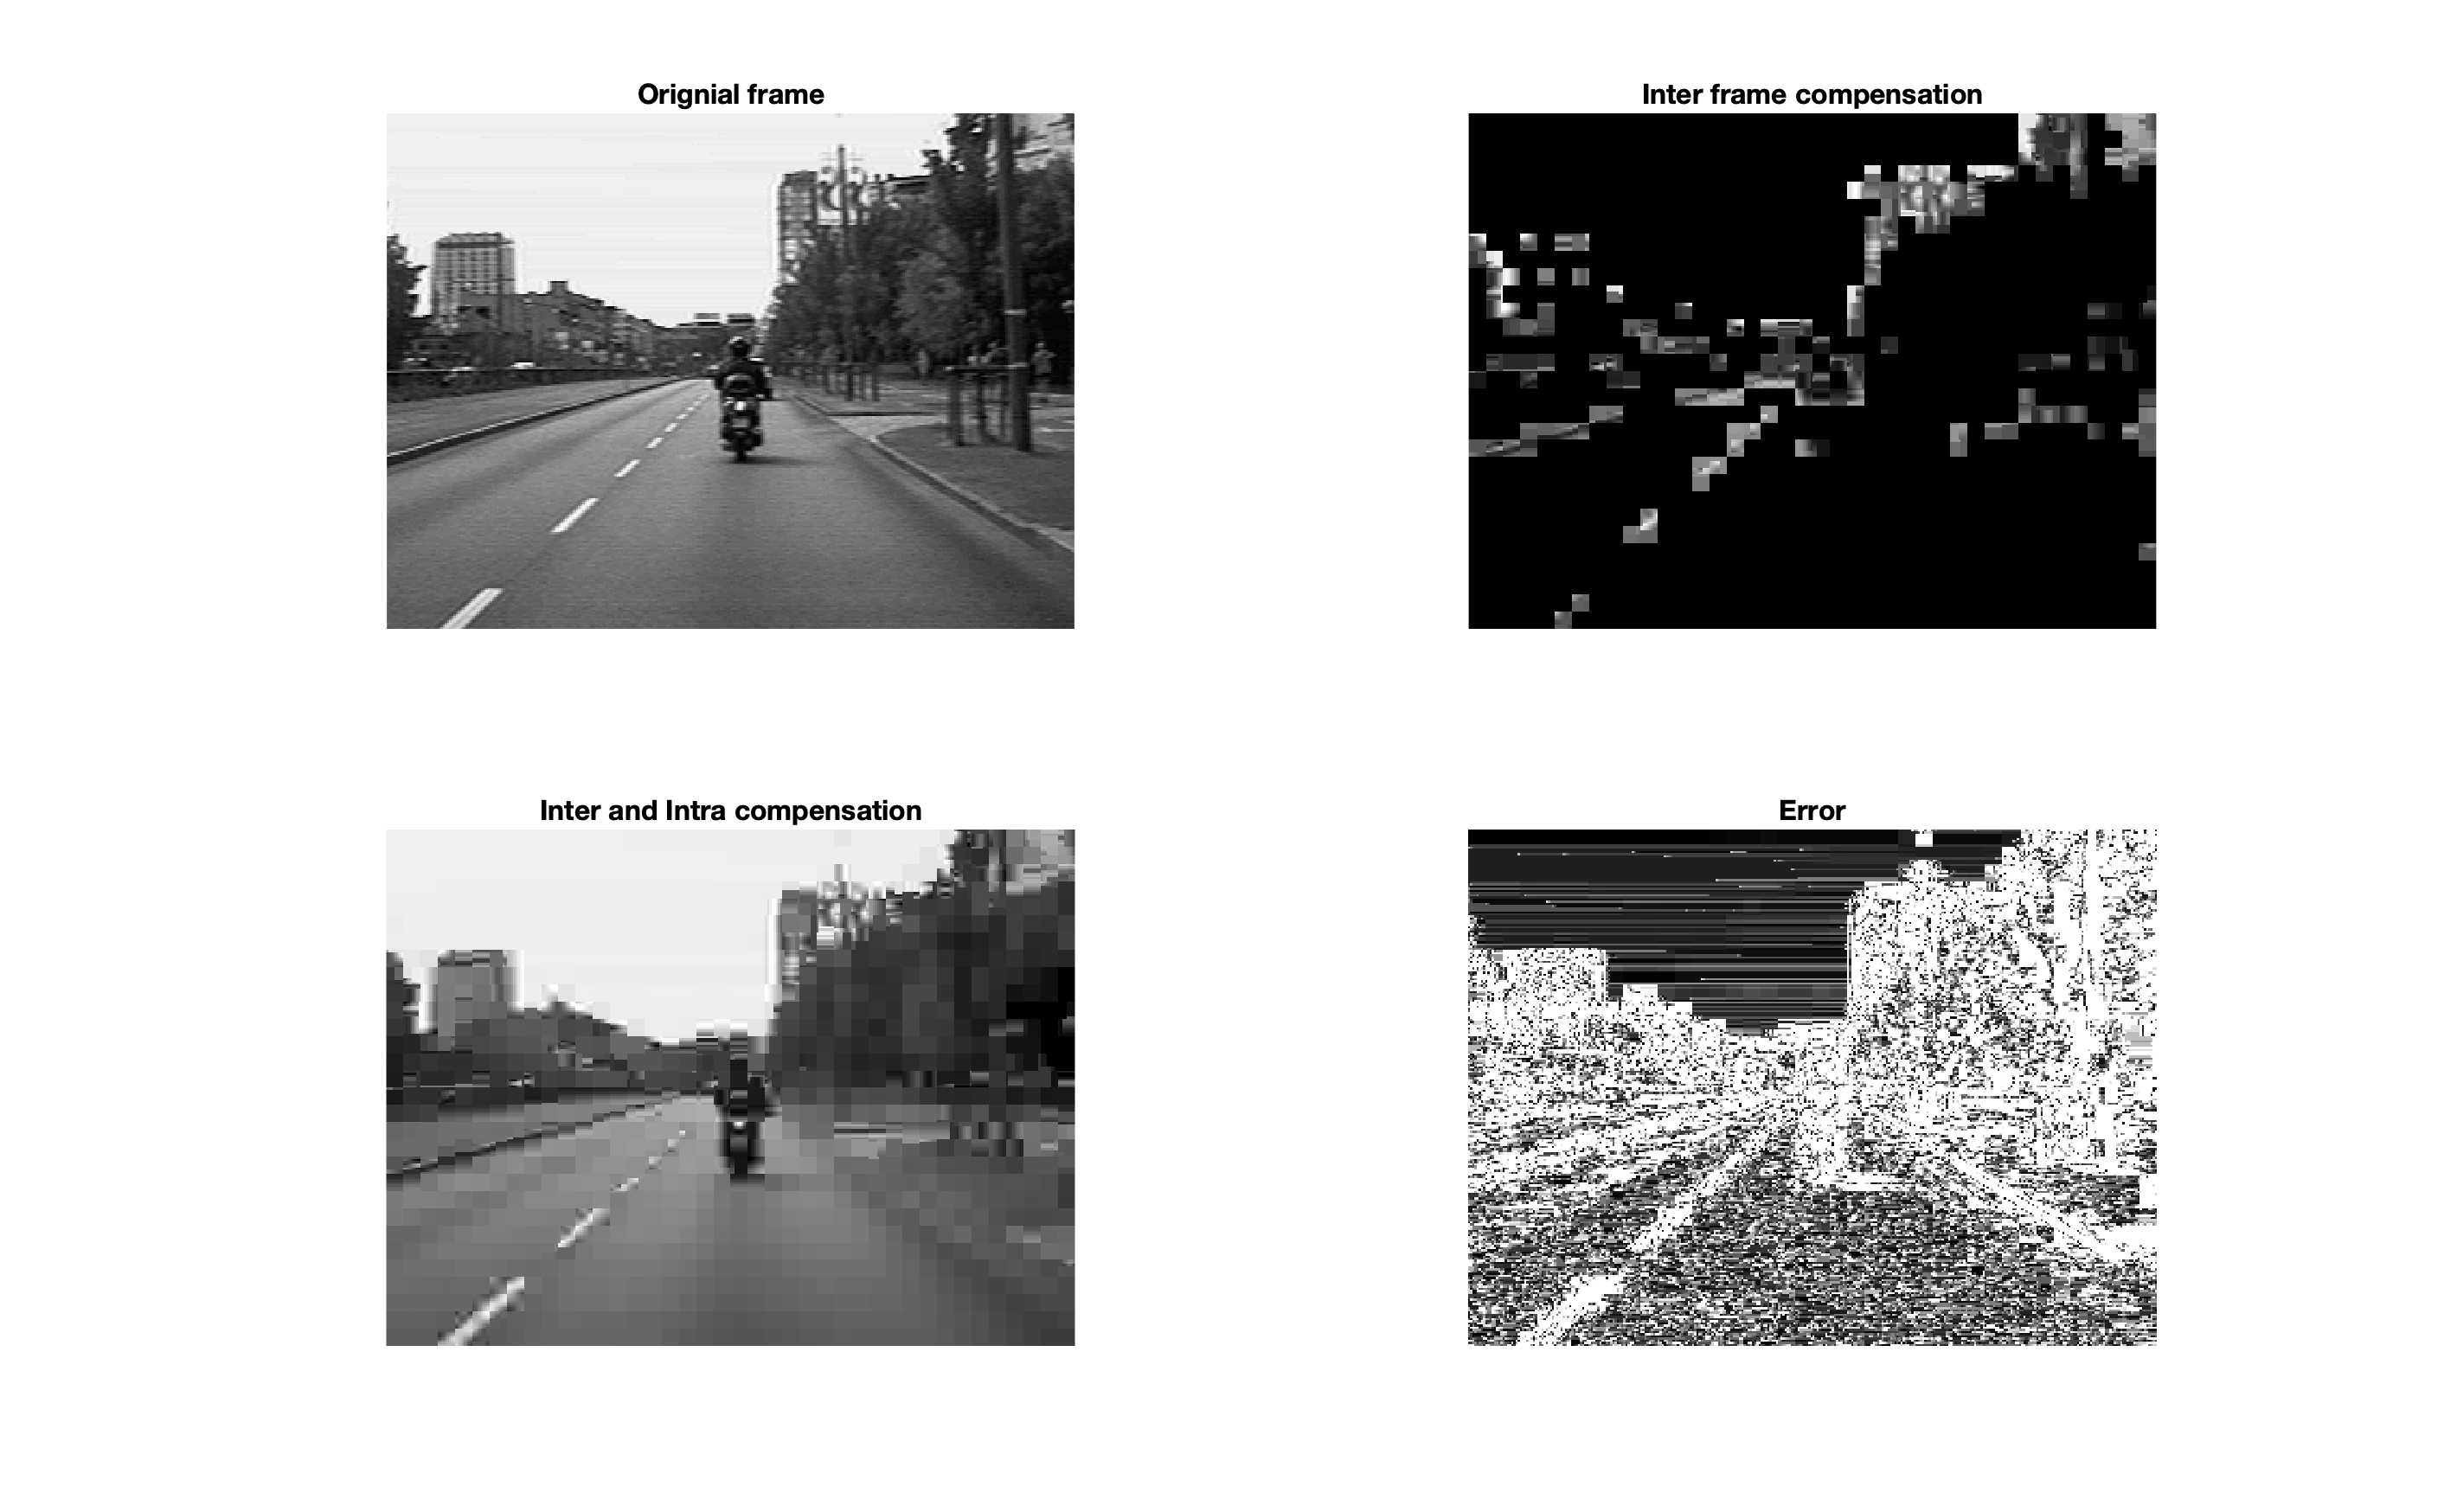 Orignial frame
Inter frame compensation
Inter and Intra compensation
Error